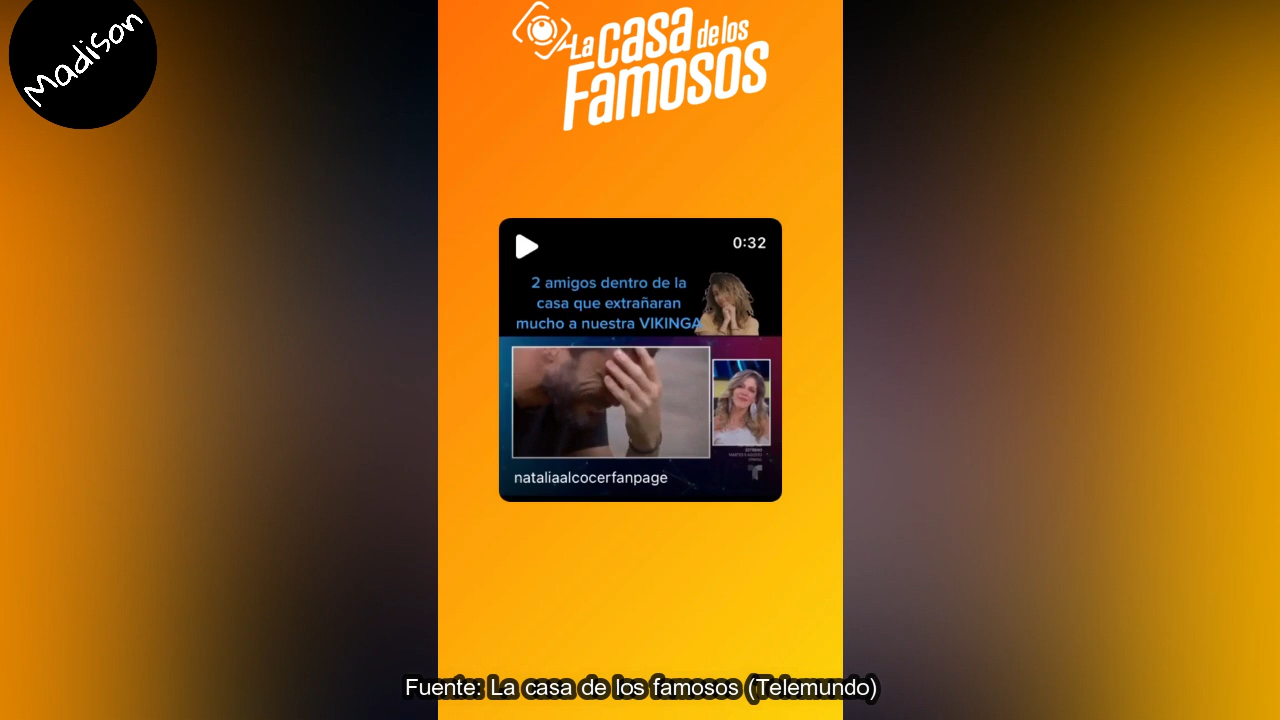 Madison
La casa de los
Famosos
0:32
2 amigos dentro de la
casa que extrañaran
mucho a nuestra VIKINGA
nataliaalcocerfanpage
Fuente: La casa de los famosos (Telemundo)